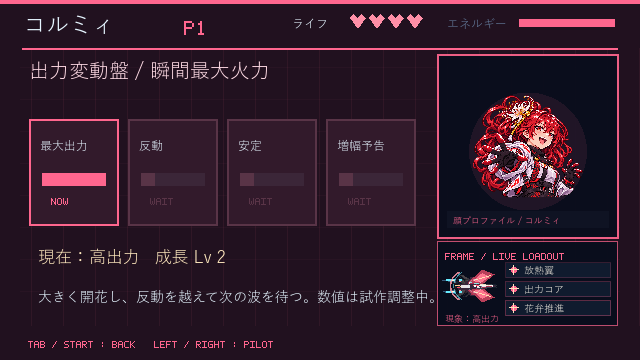 コルミィ P1 ライフ エネルギー
出力変動盤 / 瞬間最大火力
最大出力 反動 安定 増幅予告
NOW WAIT WAIT WAIT
顔プロファイル / コルミィ
現在：高出力 成長 Lv 2
大きく開花し、反動を越えて次の波を待つ。数値は試作調整中。
FRAME / LIVE LOADOUT
放熱翼
出力コア
花弁推進
現象：高出力
TAB / START : BACK LEFT / RIGHT : PILOT